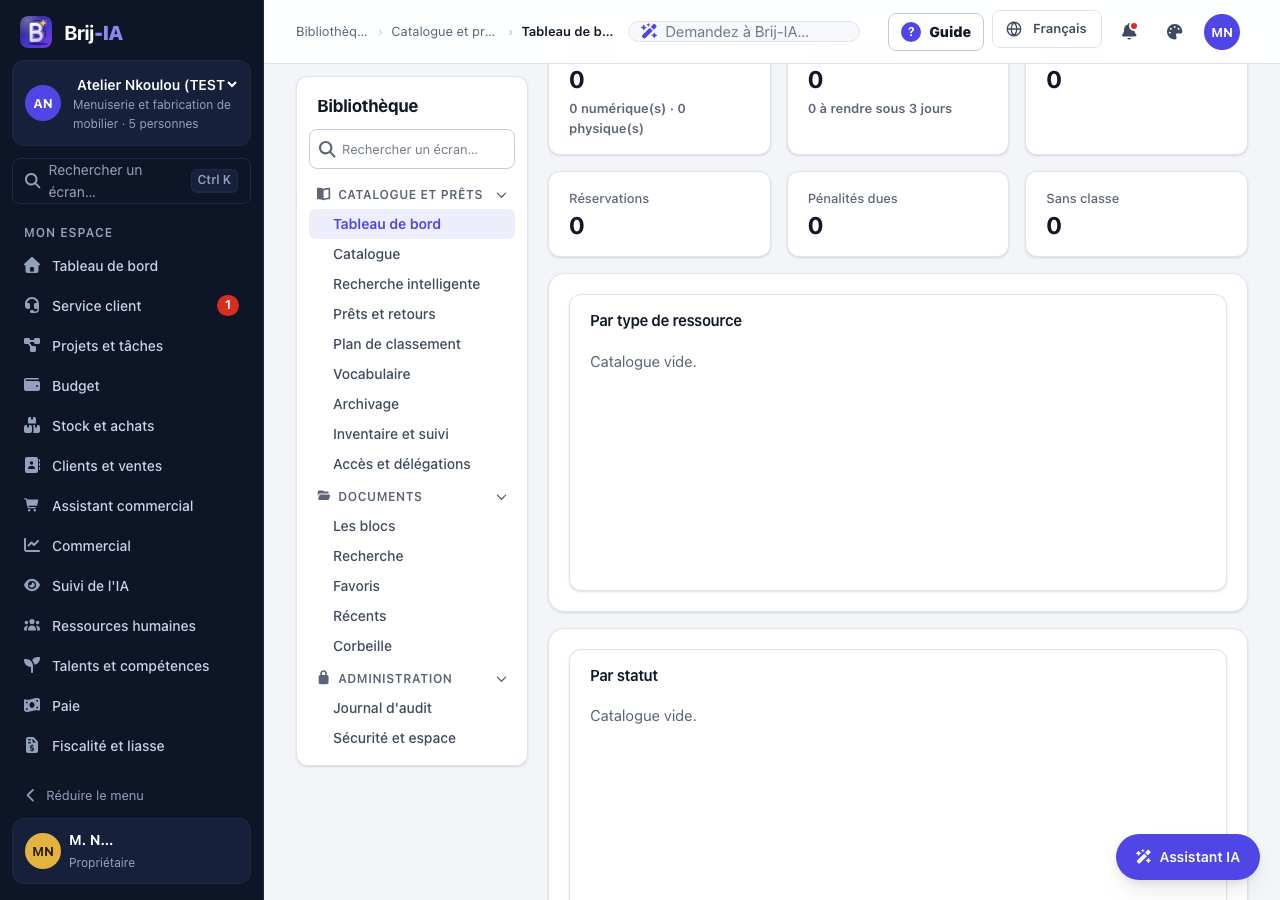 Brij-IA
AN
Atelier Nkoulou (TEST
Menuiserie et fabrication de
mobilier · 5 personnes
Rechercher un
écran...
Ctrl K
MON ESPACE
Tableau de bord
Service client
1
Projets et tâches
Budget
Stock et achats
Clients et ventes
Assistant commercial
Commercial
Suivi de l'IA
Ressources humaines
Talents et compétences
Paie
Fiscalité et liasse
Réduire le menu
MN
M. N...
Propriétaire
Bibliothèq... › Catalogue et pr... › Tableau de b...
Demandez à Brij-IA...
? Guide
Français
MN
Bibliothèque
Rechercher un écran...
CATALOGUE ET PRÊTS
Tableau de bord
Catalogue
Recherche intelligente
Prêts et retours
Plan de classement
Vocabulaire
Archivage
Inventaire et suivi
Accès et délégations
DOCUMENTS
Les blocs
Recherche
Favoris
Récents
Corbeille
ADMINISTRATION
Journal d'audit
Sécurité et espace
0
0 numérique(s) · 0
physique(s)
0
0 à rendre sous 3 jours
0
Réservations
0
Pénalités dues
0
Sans classe
0
Par type de ressource
Catalogue vide.
Par statut
Catalogue vide.
Assistant IA